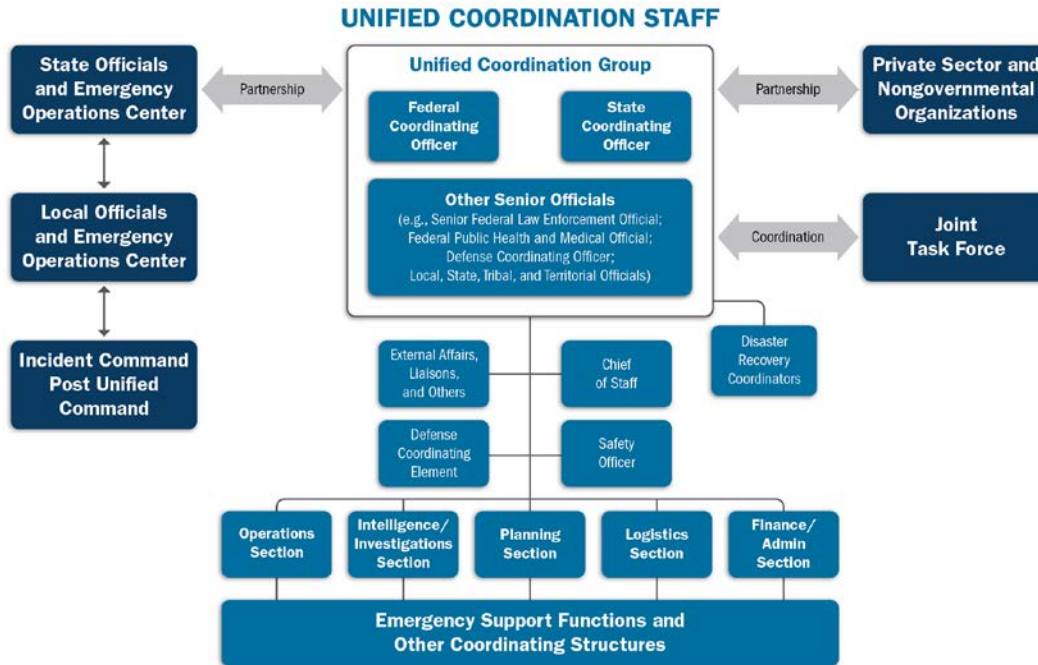 UNIFIED COORDINATION STAFF
State Officials
and Emergency
Operations Center
Partnership
Unified Coordination Group
Federal
Coordinating
Officer
State
Coordinating
Officer
Partnership
Private Sector and
Nongovernmental
Organizations
Local Officials
and Emergency
Operations Center
Other Senior Officials
(e.g., Senior Federal Law Enforcement Official;
Federal Public Health and Medical Official;
Defense Coordinating Officer;
Local, State, Tribal, and Territorial Officials)
Coordination
Joint
Task Force
Incident Command
Post Unified
Command
External Affairs,
Liaisons,
and Others
Chief
of Staff
Disaster
Recovery
Coordinators
Defense
Coordinating
Element
Safety
Officer
Operations
Section
Intelligence/
Investigations
Section
Planning
Section
Logistics
Section
Finance/
Admin
Section
Emergency Support Functions and
Other Coordinating Structures